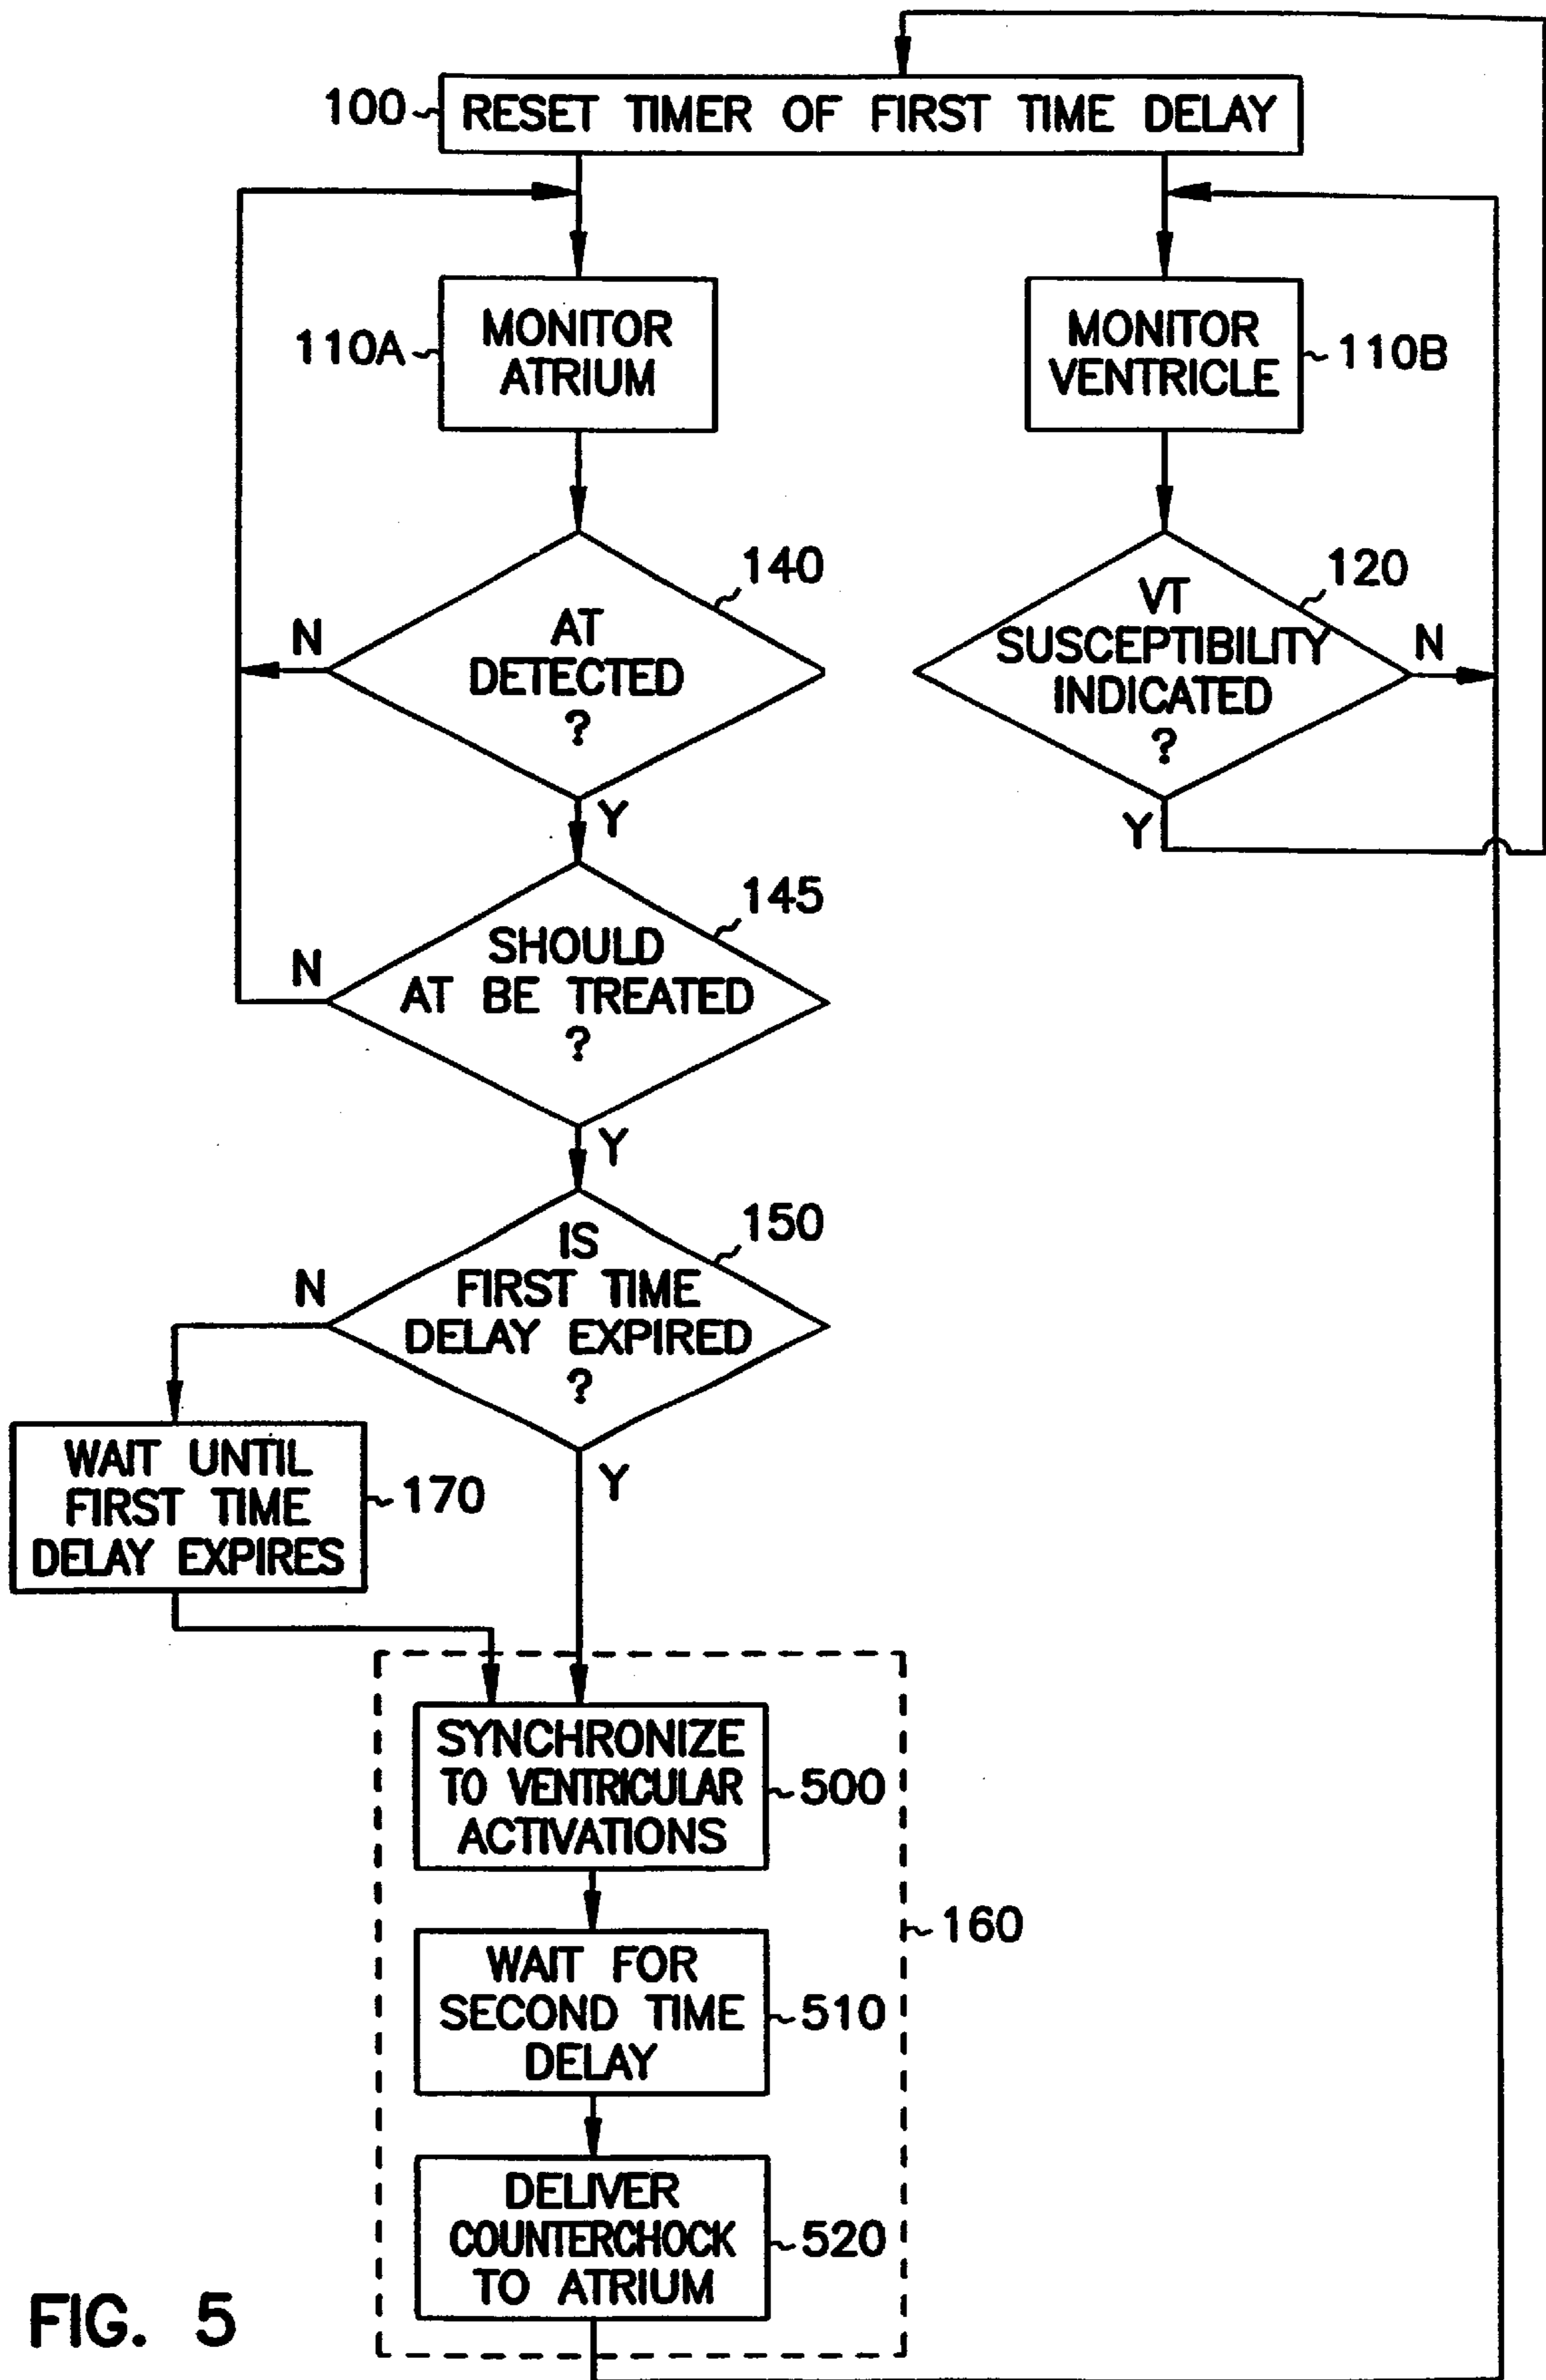 100
RESET TIMER OF FIRST TIME DELAY
110A
MONITOR
ATRIUM
MONITOR
VENTRICLE
110B
140
N
AT
DETECTED
?
Y
120
VT
SUSCEPTIBILITY
INDICATED
?
N
Y
145
N
SHOULD
AT BE TREATED
?
Y
150
N
IS
FIRST TIME
DELAY EXPIRED
?
Y
WAIT UNTIL
FIRST TIME
DELAY EXPIRES
170
SYNCHRONIZE
TO VENTRICULAR
ACTIVATIONS
500
160
WAIT FOR
SECOND TIME
DELAY
510
DELIVER
COUNTERCHOCK
TO ATRIUM
520
FIG. 5